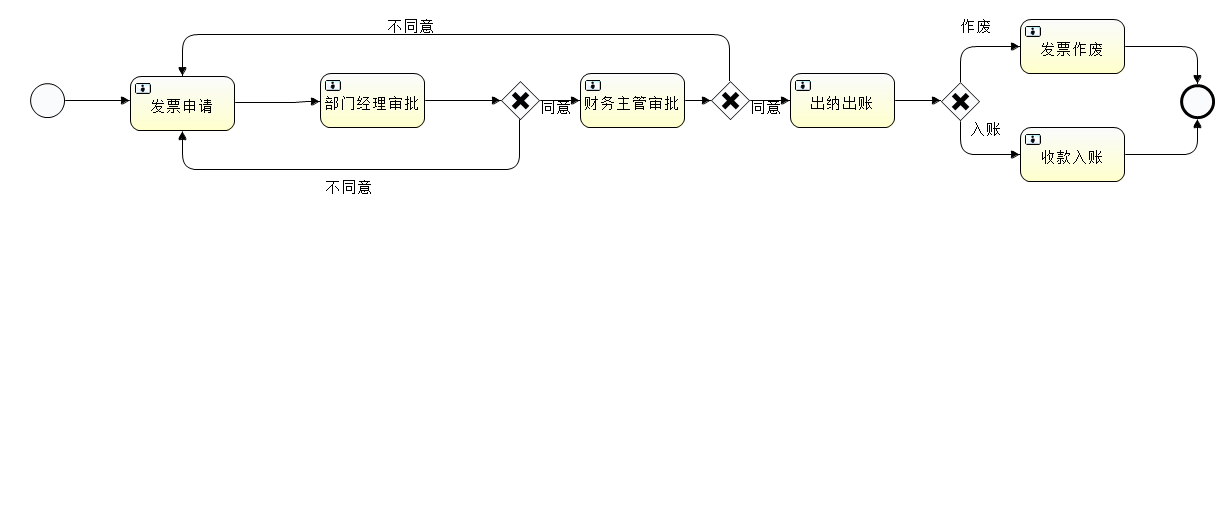 不同意
作废
发票作废
发票申请
部门经理审批
同意
财务主管审批
同意
出纳出账
入账
收款入账
不同意